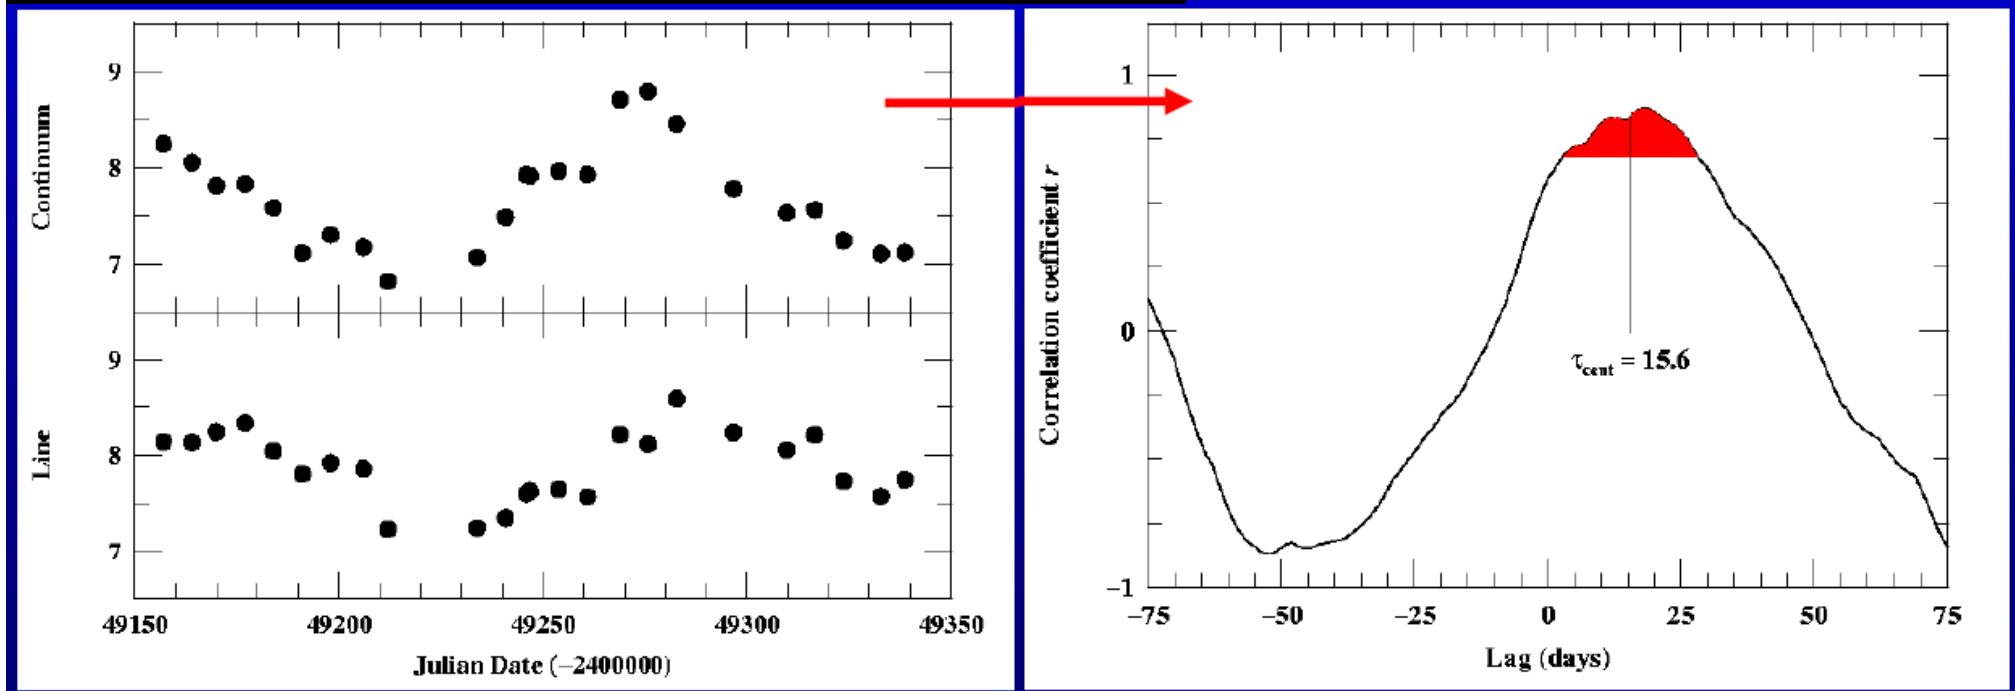 9
8
7
Continuum
9
8
7
Line
49150 49200 49250 49300 49350
Julian Date (−2400000)
1
0
−1
Correlation coefficient r
τcent = 15.6
−75 −50 −25 0 25 50 75
Lag (days)